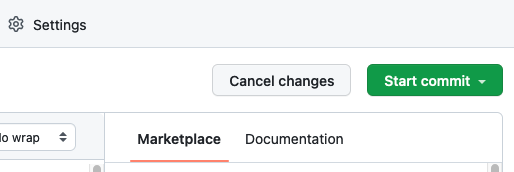 Settings
Cancel changes Start commit
wrap Marketplace Documentation